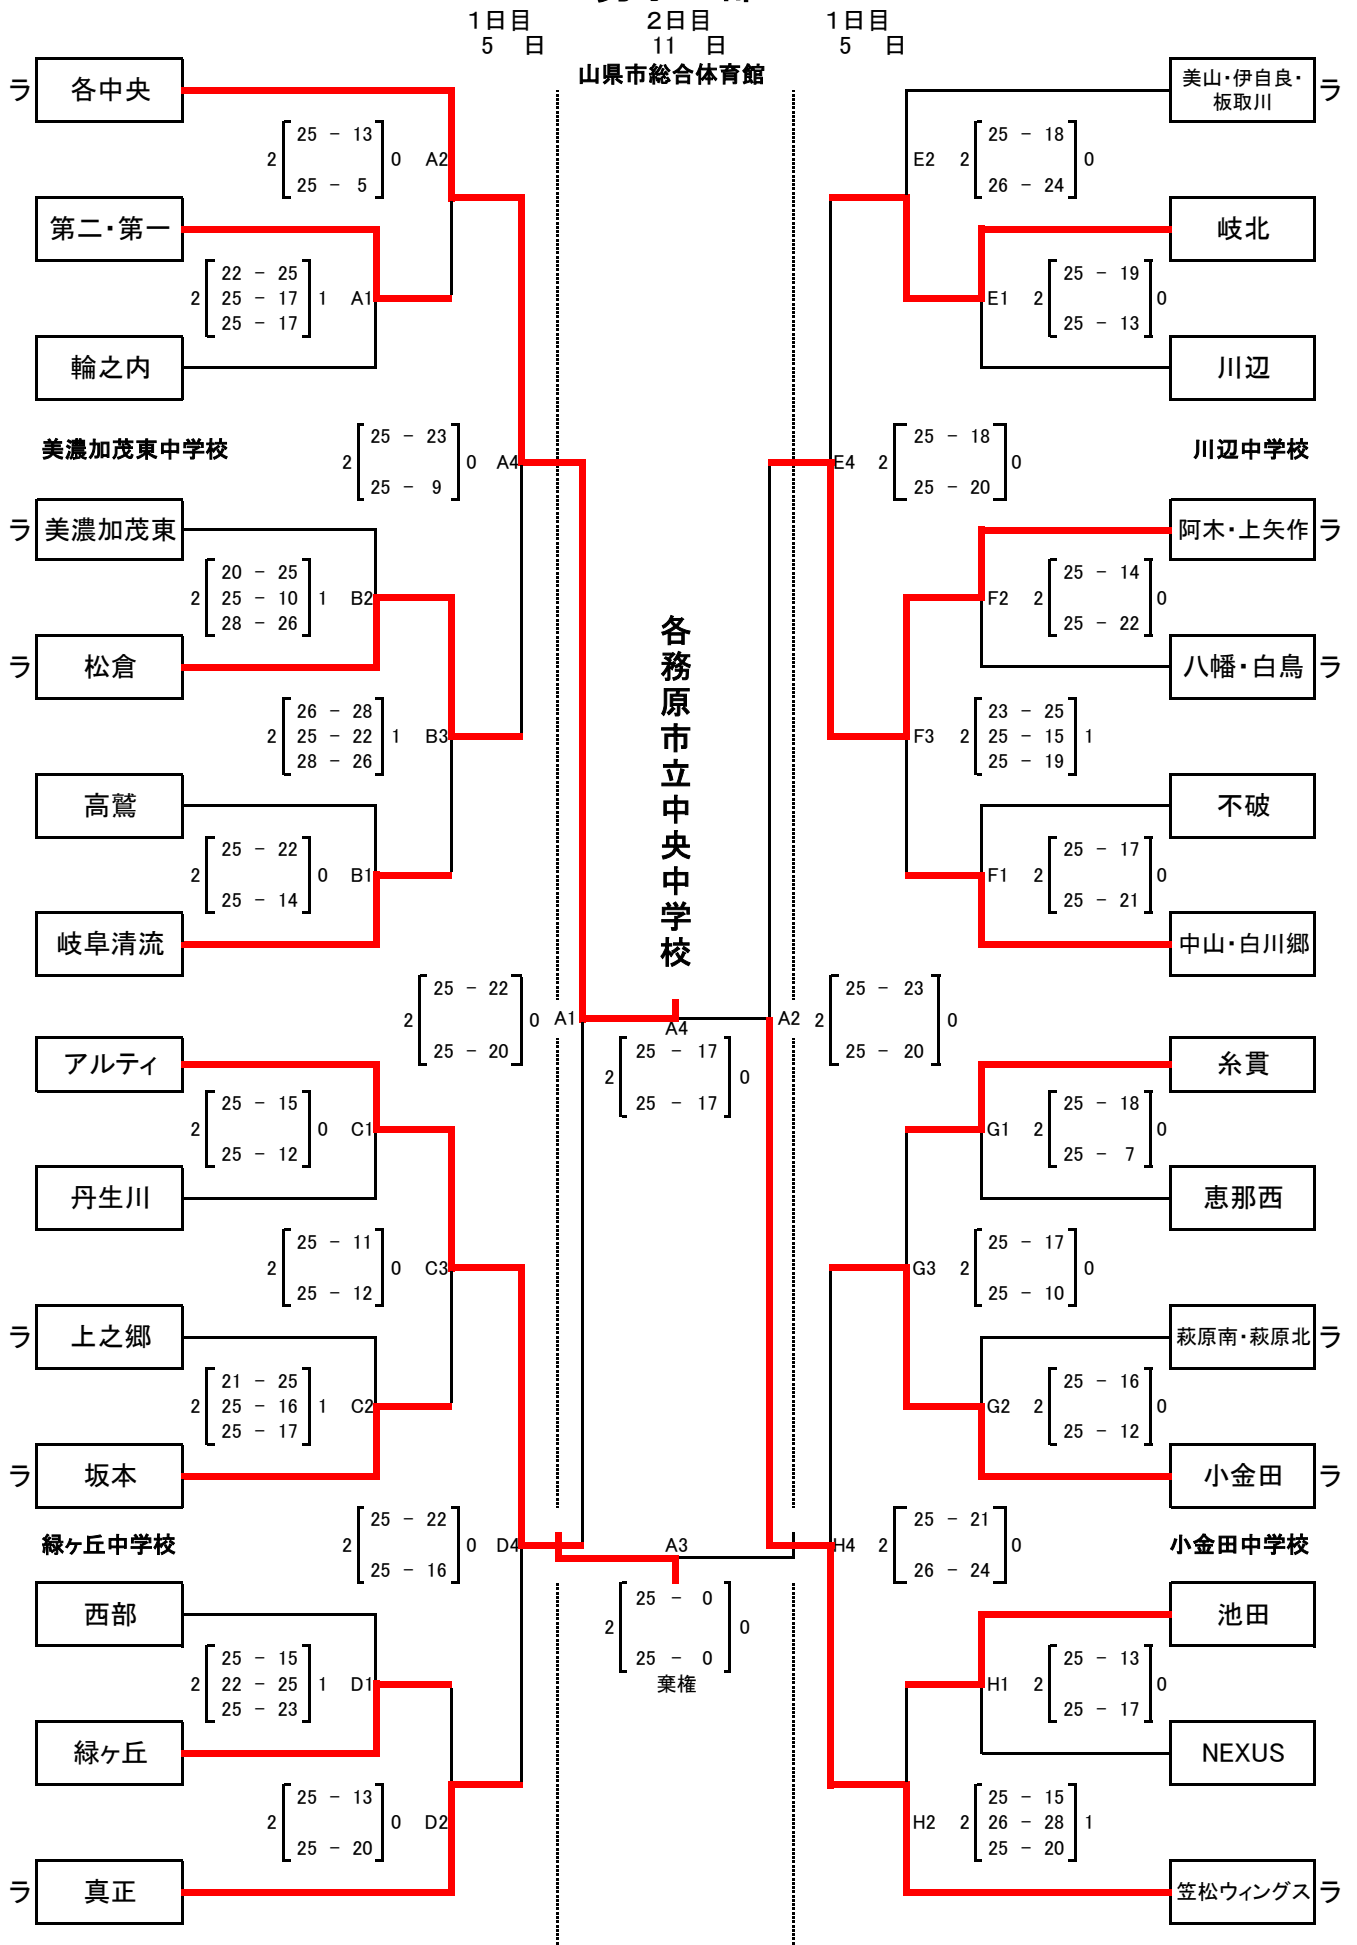 1日目 2日目 1日目
5 日 11 日 5 日
山県市総合体育館
ラ 各中央
25 - 13
2 0 A2
25 - 5
第二・第一
22 - 25
2 25 - 17 1 A1
25 - 17
輪之内
美濃加茂東中学校
25 - 23
2 0 A4
25 - 9
ラ 美濃加茂東
20 - 25
2 25 - 10 1 B2
28 - 26
ラ 松倉
26 - 28
2 25 - 22 1 B3
28 - 26
高鷲
25 - 22
2 0 B1
25 - 14
岐阜清流
25 - 22
2 0 A1
25 - 20
アルティ
25 - 15
2 0 C1
25 - 12
丹生川
25 - 11
2 0 C3
25 - 12
ラ 上之郷
21 - 25
2 25 - 16 1 C2
25 - 17
ラ 坂本
緑ヶ丘中学校
25 - 22
2 0 D4
25 - 16
西部
25 - 15
2 22 - 25 1 D1
25 - 23
緑ヶ丘
25 - 13
2 0 D2
25 - 20
ラ 真正
各務原市立中央中学校
A4
25 - 17
2 0
25 - 17
A3
25 - 0
2 0
25 - 0
棄権
美山・伊自良・
板取川 ラ
25 - 18
E2 2 0
26 - 24
岐北
25 - 19
E1 2 0
25 - 13
川辺
川辺中学校
25 - 18
E4 2 0
25 - 20
阿木・上矢作 ラ
25 - 14
F2 2 0
25 - 22
八幡・白鳥 ラ
23 - 25
F3 2 25 - 15 1
25 - 19
不破
25 - 17
F1 2 0
25 - 21
中山・白川郷
25 - 23
A2 2 0
25 - 20
糸貫
25 - 18
G1 2 0
25 - 7
恵那西
25 - 17
G3 2 0
25 - 10
萩原南・萩原北 ラ
25 - 16
G2 2 0
25 - 12
小金田 ラ
小金田中学校
25 - 21
H4 2 0
26 - 24
池田
25 - 13
H1 2 0
25 - 17
NEXUS
25 - 15
H2 2 26 - 28 1
25 - 20
笠松ウィングス ラ